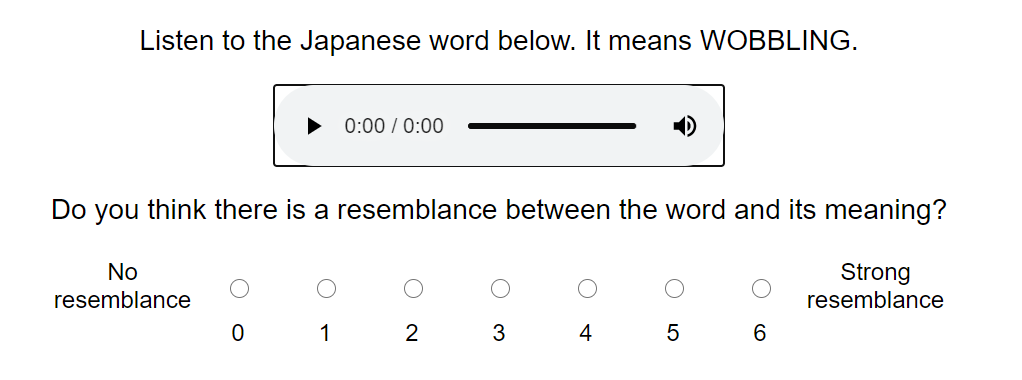 Listen to the Japanese word below. It means WOBBLING.
0:00 / 0:00
Do you think there is a resemblance between the word and its meaning?
No
resemblance
Strong
resemblance
0 1 2 3 4 5 6